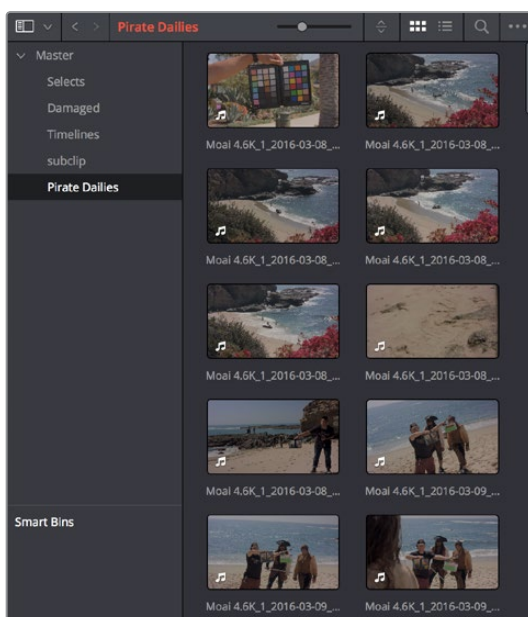 Pirate Dailies
Master
Selects
Damaged
Timelines
subclip
Pirate Dailies
Smart Bins
Moai 4.6K_1_2016-03-08_...
Moai 4.6K_1_2016-03-08_...
Moai 4.6K_1_2016-03-08_...
Moai 4.6K_1_2016-03-08_...
Moai 4.6K_1_2016-03-08_...
Moai 4.6K_1_2016-03-08_...
Moai 4.6K_1_2016-03-08_...
Moai 4.6K_1_2016-03-09_...
Moai 4.6K_1_2016-03-09_...
Moai 4.6K_1_2016-03-09_...